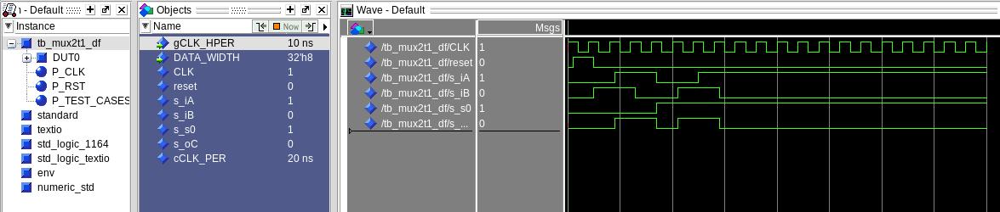 n - Default
Instance
tb_mux2t1_df
DUT0
P_CLK
P_RST
P_TEST_CASES
standard
textio
std_logic_1164
std_logic_textio
env
numeric_std
Objects
Name
Now
gCLK_HPER 10 ns
DATA_WIDTH 32'h8
CLK 1
reset 0
s_iA 1
s_iB 0
s_s0 1
s_oC 0
cCLK_PER 20 ns
Wave - Default
Msgs
/tb_mux2t1_df/CLK 1
/tb_mux2t1_df/reset 0
/tb_mux2t1_df/s_iA 1
/tb_mux2t1_df/s_iB 0
/tb_mux2t1_df/s_s0 1
/tb_mux2t1_df/s_... 0